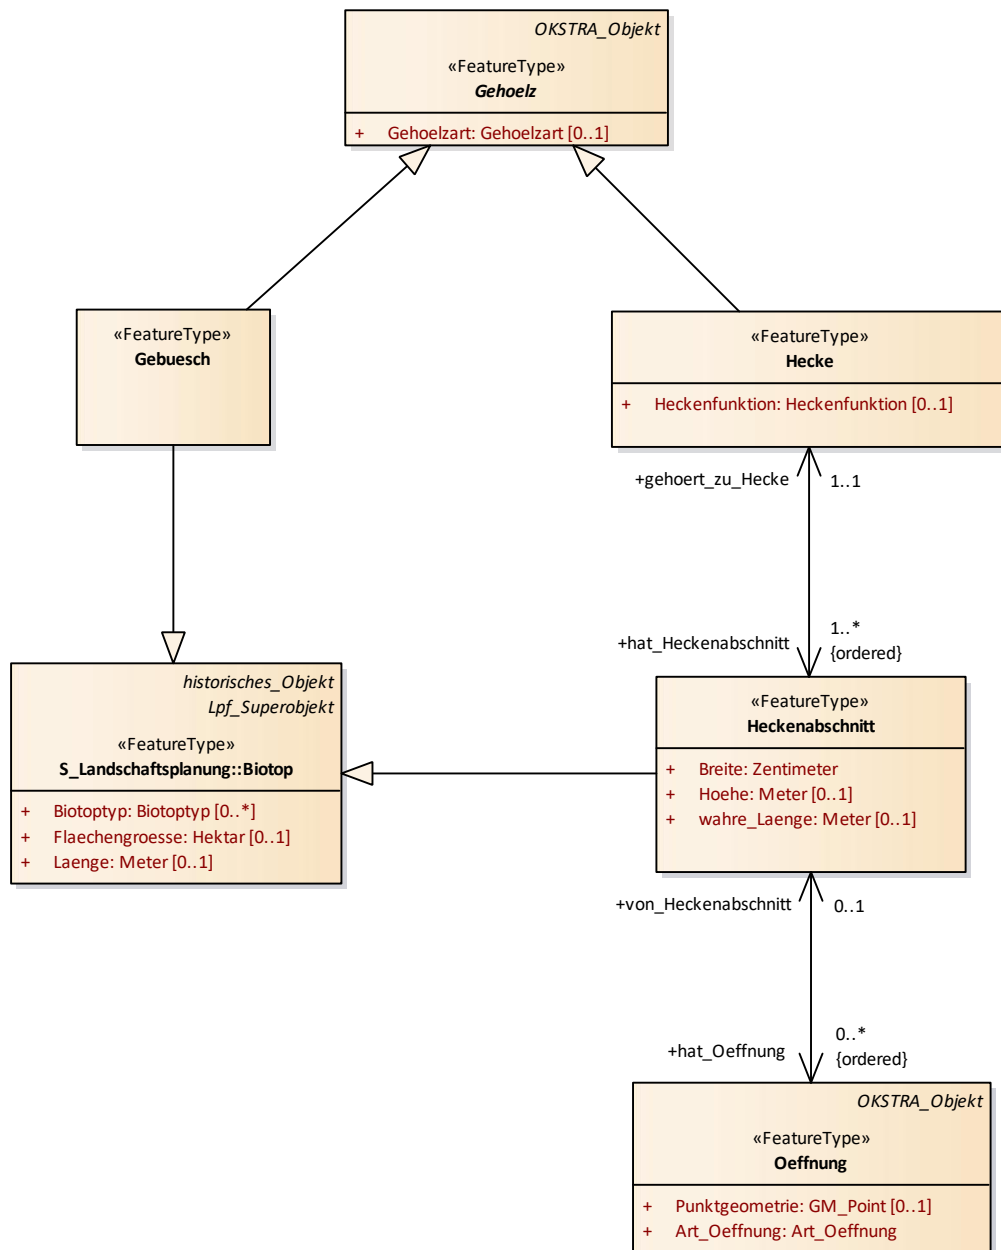 OKSTRA_Objekt
«FeatureType»
Gehoelz
+ Gehoelzart: Gehoelzart [0..1]
«FeatureType»
Gebuesch
«FeatureType»
Hecke
+ Heckenfunktion: Heckenfunktion [0..1]
+gehoert_zu_Hecke
1..1
+hat_Heckenabschnitt
1..*
{ordered}
historisches_Objekt
Lpf_Superobjekt
«FeatureType»
S_Landschaftsplanung::Biotop
+ Biotoptyp: Biotoptyp [0..*]
+ Flaechengroesse: Hektar [0..1]
+ Laenge: Meter [0..1]
«FeatureType»
Heckenabschnitt
+ Breite: Zentimeter
+ Hoehe: Meter [0..1]
+ wahre_Laenge: Meter [0..1]
+von_Heckenabschnitt
0..1
+hat_Oeffnung
0..*
{ordered}
OKSTRA_Objekt
«FeatureType»
Oeffnung
+ Punktgeometrie: GM_Point [0..1]
+ Art_Oeffnung: Art_Oeffnung